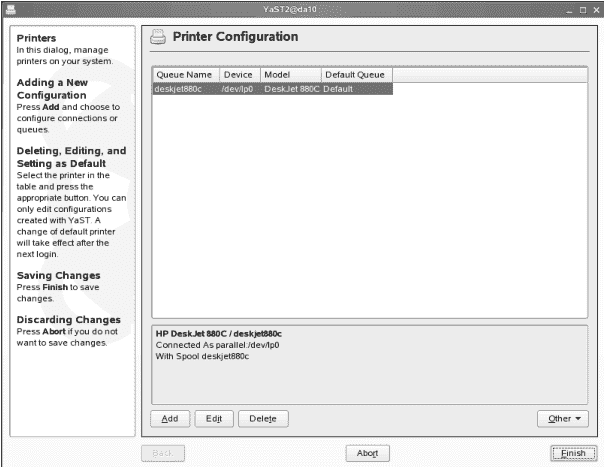 YaST2@da10
Printers
In this dialog, manage
printers on your system.
Adding a New
Configuration
Press Add and choose to
configure connections or
queues.
Deleting, Editing, and
Setting as Default
Select the printer in the
table and press the
appropriate button. You can
only edit configurations
created with YaST. A
change of default printer
will take effect after the
next login.
Saving Changes
Press Finish to save
changes.
Discarding Changes
Press Abort if you do not
want to save changes.
Printer Configuration
Queue Name Device Model Default Queue
deskjet880c /dev/lp0 DeskJet 880C Default
HP DeskJet 880C / deskjet880c
Connected As parallel:/dev/lp0
With Spool deskjet880c
Add Edit Delete Other
Back Abort Finish